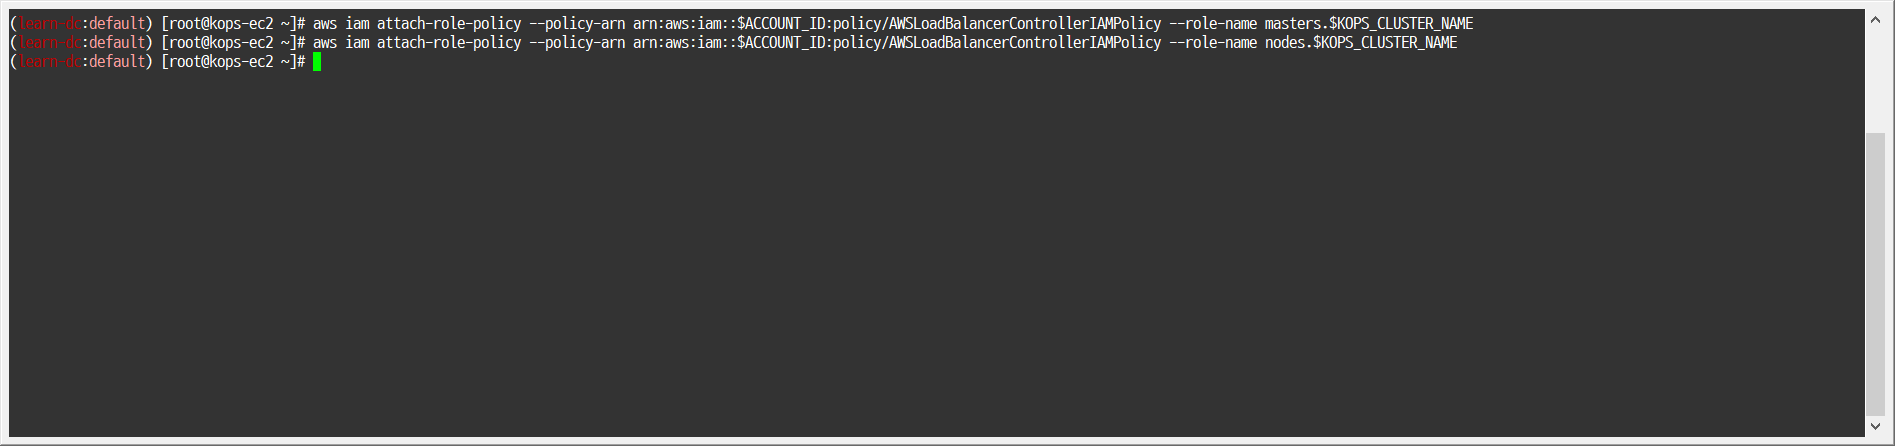 (learn-dc:default) [root@kops-ec2 ~]# aws iam attach-role-policy --policy-arn arn:aws:iam::$ACCOUNT_ID:policy/AWSLoadBalancerControllerIAMPolicy --role-name masters.$KOPS_CLUSTER_NAME
(learn-dc:default) [root@kops-ec2 ~]# aws iam attach-role-policy --policy-arn arn:aws:iam::$ACCOUNT_ID:policy/AWSLoadBalancerControllerIAMPolicy --role-name nodes.$KOPS_CLUSTER_NAME
(learn-dc:default) [root@kops-ec2 ~]#